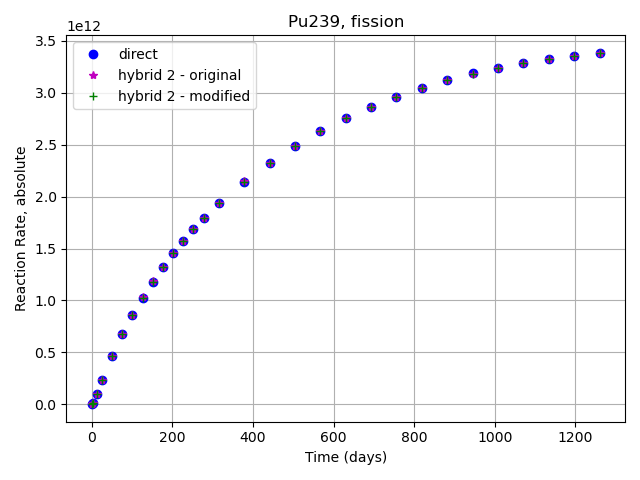 Pu239, fission
1e12
direct
hybrid 2 - original
hybrid 2 - modified
Reaction Rate, absolute
3.5
3.0
2.5
2.0
1.5
1.0
0.5
0.0
0 200 400 600 800 1000 1200
Time (days)